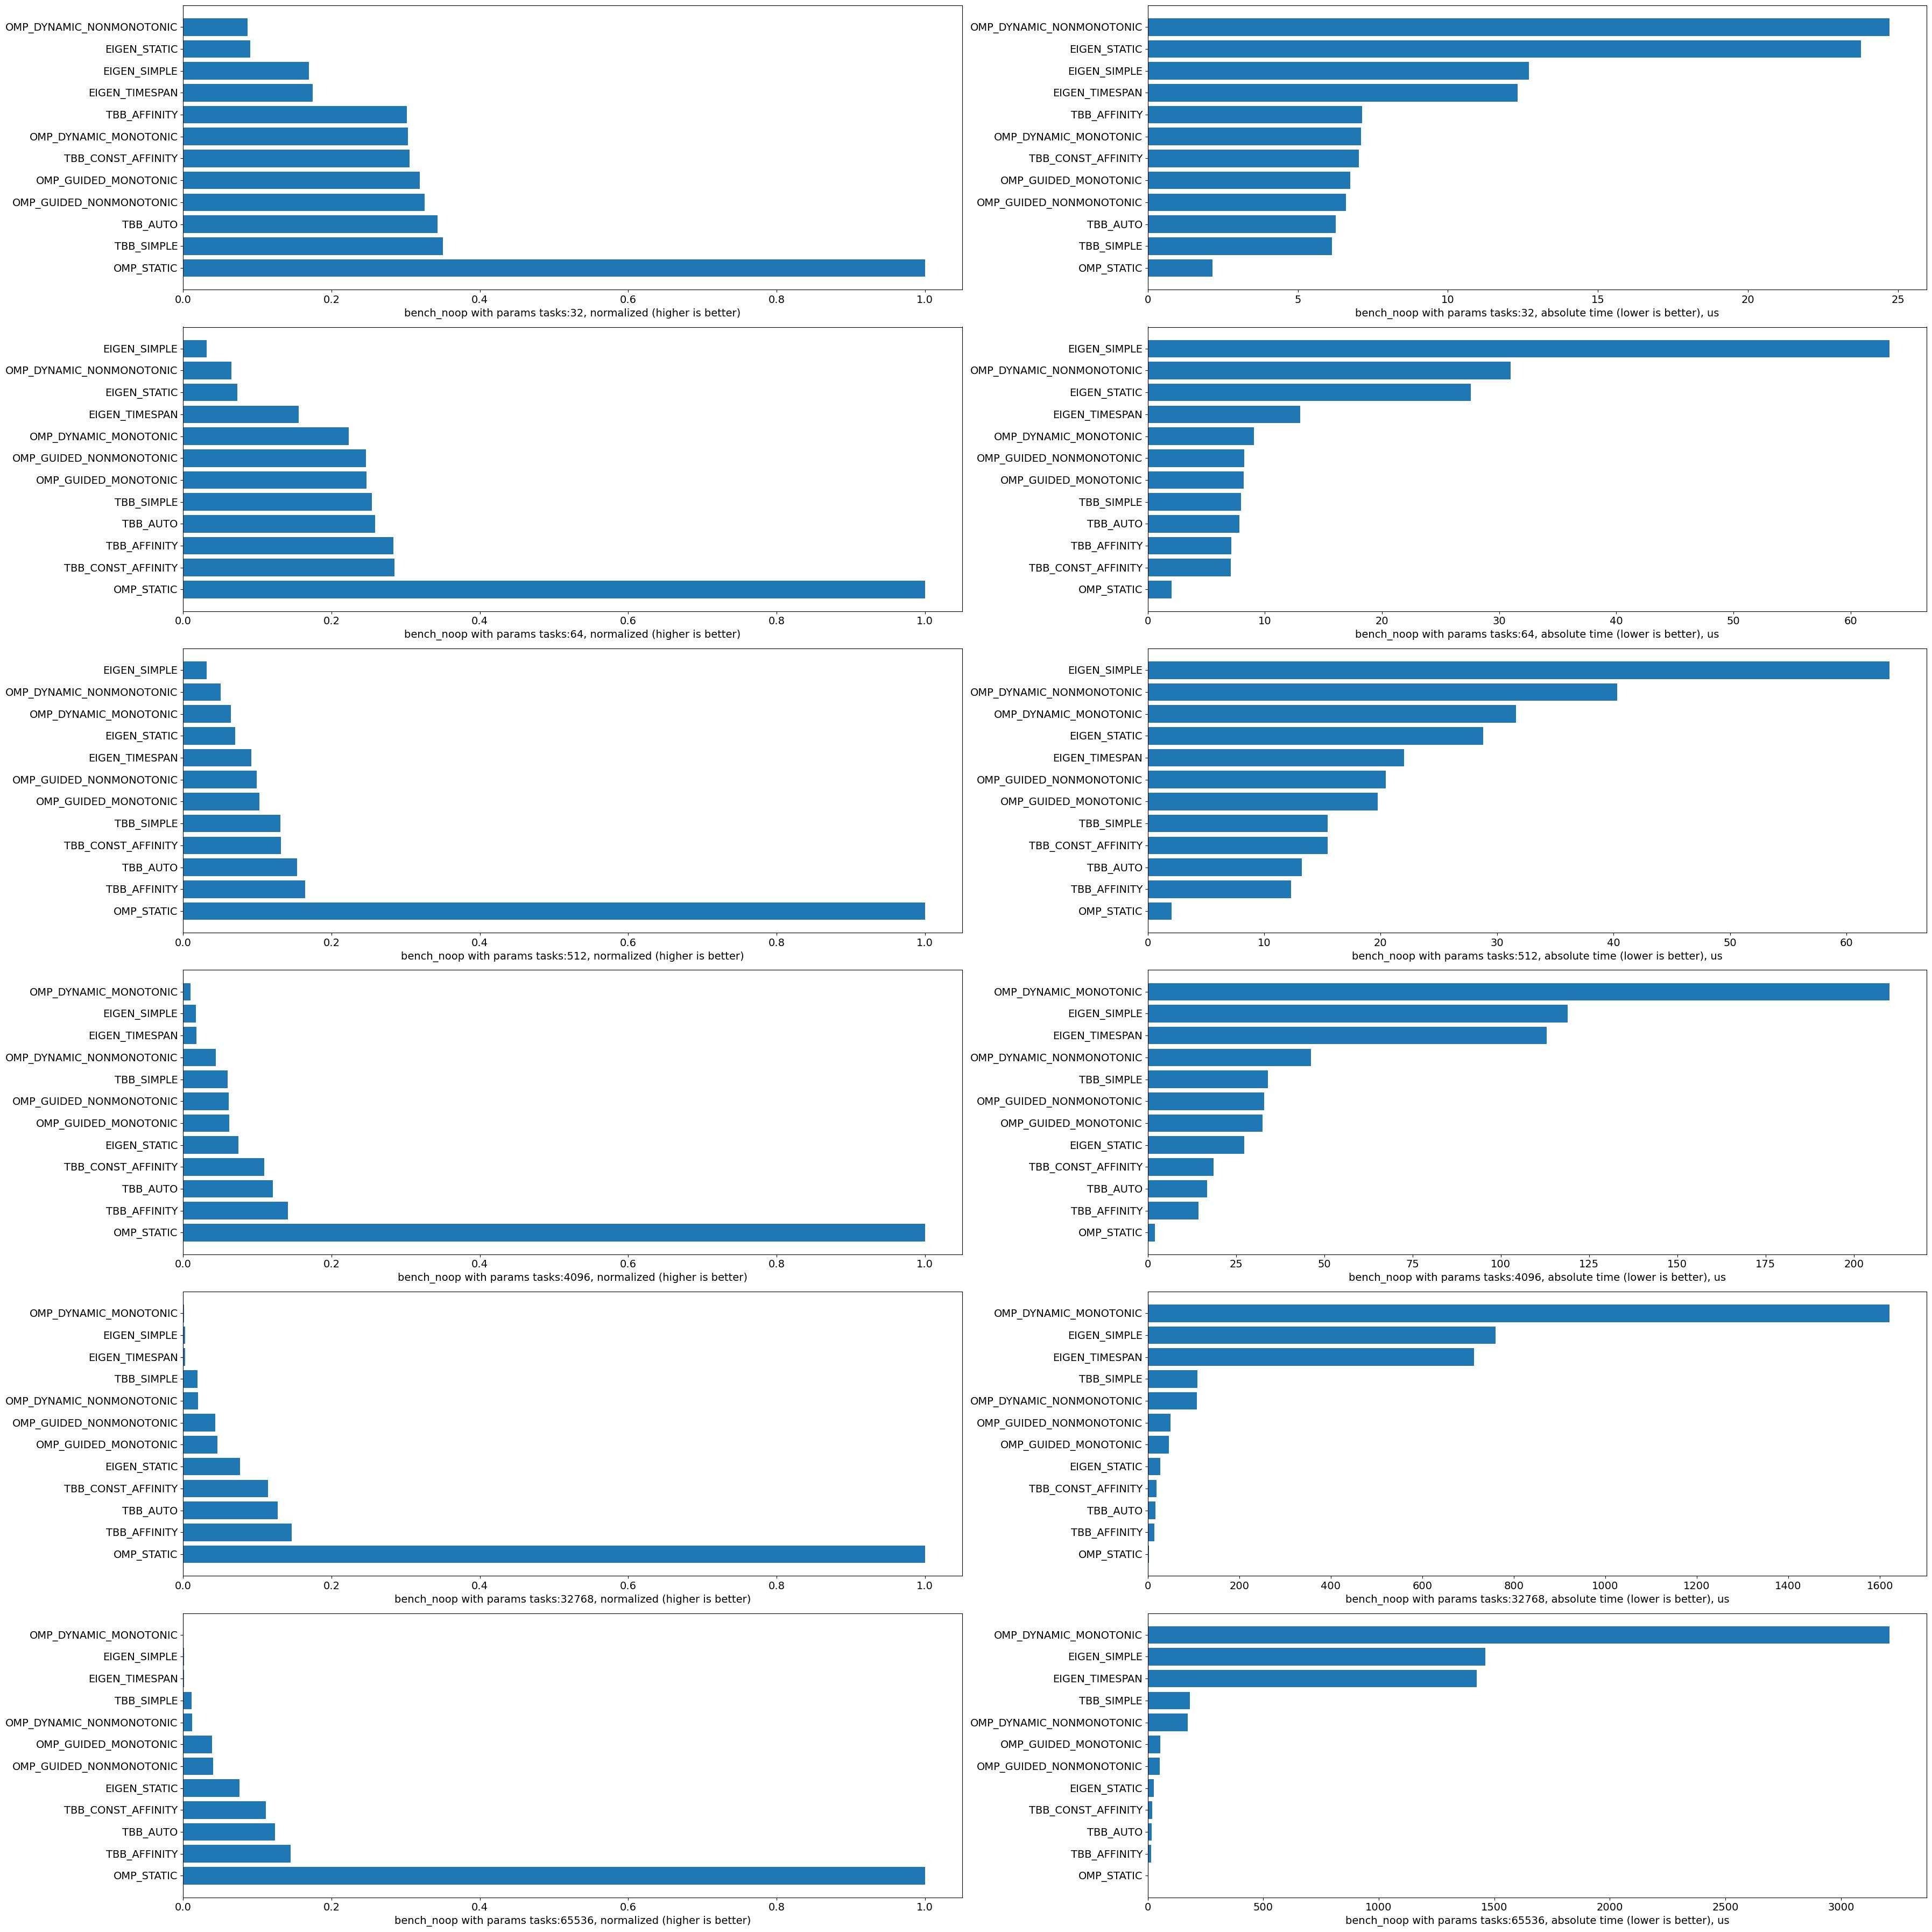 OMP_DYNAMIC_NONMONOTONIC
EIGEN_STATIC
EIGEN_SIMPLE
EIGEN_TIMESPAN
TBB_AFFINITY
OMP_DYNAMIC_MONOTONIC
TBB_CONST_AFFINITY
OMP_GUIDED_MONOTONIC
OMP_GUIDED_NONMONOTONIC
TBB_AUTO
TBB_SIMPLE
OMP_STATIC
0.0 0.2 0.4 0.6 0.8 1.0
bench_noop with params tasks:32, normalized (higher is better)
OMP_DYNAMIC_NONMONOTONIC
EIGEN_STATIC
EIGEN_SIMPLE
EIGEN_TIMESPAN
TBB_AFFINITY
OMP_DYNAMIC_MONOTONIC
TBB_CONST_AFFINITY
OMP_GUIDED_MONOTONIC
OMP_GUIDED_NONMONOTONIC
TBB_AUTO
TBB_SIMPLE
OMP_STATIC
0 5 10 15 20 25
bench_noop with params tasks:32, absolute time (lower is better), us
EIGEN_SIMPLE
OMP_DYNAMIC_NONMONOTONIC
EIGEN_STATIC
EIGEN_TIMESPAN
OMP_DYNAMIC_MONOTONIC
OMP_GUIDED_NONMONOTONIC
OMP_GUIDED_MONOTONIC
TBB_SIMPLE
TBB_AUTO
TBB_AFFINITY
TBB_CONST_AFFINITY
OMP_STATIC
0.0 0.2 0.4 0.6 0.8 1.0
bench_noop with params tasks:64, normalized (higher is better)
EIGEN_SIMPLE
OMP_DYNAMIC_NONMONOTONIC
EIGEN_STATIC
EIGEN_TIMESPAN
OMP_DYNAMIC_MONOTONIC
OMP_GUIDED_NONMONOTONIC
OMP_GUIDED_MONOTONIC
TBB_SIMPLE
TBB_AUTO
TBB_AFFINITY
TBB_CONST_AFFINITY
OMP_STATIC
0 10 20 30 40 50 60
bench_noop with params tasks:64, absolute time (lower is better), us
EIGEN_SIMPLE
OMP_DYNAMIC_NONMONOTONIC
OMP_DYNAMIC_MONOTONIC
EIGEN_STATIC
EIGEN_TIMESPAN
OMP_GUIDED_NONMONOTONIC
OMP_GUIDED_MONOTONIC
TBB_SIMPLE
TBB_CONST_AFFINITY
TBB_AUTO
TBB_AFFINITY
OMP_STATIC
0.0 0.2 0.4 0.6 0.8 1.0
bench_noop with params tasks:512, normalized (higher is better)
EIGEN_SIMPLE
OMP_DYNAMIC_NONMONOTONIC
OMP_DYNAMIC_MONOTONIC
EIGEN_STATIC
EIGEN_TIMESPAN
OMP_GUIDED_NONMONOTONIC
OMP_GUIDED_MONOTONIC
TBB_SIMPLE
TBB_CONST_AFFINITY
TBB_AUTO
TBB_AFFINITY
OMP_STATIC
0 10 20 30 40 50 60
bench_noop with params tasks:512, absolute time (lower is better), us
OMP_DYNAMIC_MONOTONIC
EIGEN_SIMPLE
EIGEN_TIMESPAN
OMP_DYNAMIC_NONMONOTONIC
TBB_SIMPLE
OMP_GUIDED_NONMONOTONIC
OMP_GUIDED_MONOTONIC
EIGEN_STATIC
TBB_CONST_AFFINITY
TBB_AUTO
TBB_AFFINITY
OMP_STATIC
0.0 0.2 0.4 0.6 0.8 1.0
bench_noop with params tasks:4096, normalized (higher is better)
OMP_DYNAMIC_MONOTONIC
EIGEN_SIMPLE
EIGEN_TIMESPAN
OMP_DYNAMIC_NONMONOTONIC
TBB_SIMPLE
OMP_GUIDED_NONMONOTONIC
OMP_GUIDED_MONOTONIC
EIGEN_STATIC
TBB_CONST_AFFINITY
TBB_AUTO
TBB_AFFINITY
OMP_STATIC
0 25 50 75 100 125 150 175 200
bench_noop with params tasks:4096, absolute time (lower is better), us
OMP_DYNAMIC_MONOTONIC
EIGEN_SIMPLE
EIGEN_TIMESPAN
TBB_SIMPLE
OMP_DYNAMIC_NONMONOTONIC
OMP_GUIDED_NONMONOTONIC
OMP_GUIDED_MONOTONIC
EIGEN_STATIC
TBB_CONST_AFFINITY
TBB_AUTO
TBB_AFFINITY
OMP_STATIC
0.0 0.2 0.4 0.6 0.8 1.0
bench_noop with params tasks:32768, normalized (higher is better)
OMP_DYNAMIC_MONOTONIC
EIGEN_SIMPLE
EIGEN_TIMESPAN
TBB_SIMPLE
OMP_DYNAMIC_NONMONOTONIC
OMP_GUIDED_NONMONOTONIC
OMP_GUIDED_MONOTONIC
EIGEN_STATIC
TBB_CONST_AFFINITY
TBB_AUTO
TBB_AFFINITY
OMP_STATIC
0 200 400 600 800 1000 1200 1400 1600
bench_noop with params tasks:32768, absolute time (lower is better), us
OMP_DYNAMIC_MONOTONIC
EIGEN_SIMPLE
EIGEN_TIMESPAN
TBB_SIMPLE
OMP_DYNAMIC_NONMONOTONIC
OMP_GUIDED_MONOTONIC
OMP_GUIDED_NONMONOTONIC
EIGEN_STATIC
TBB_CONST_AFFINITY
TBB_AUTO
TBB_AFFINITY
OMP_STATIC
0.0 0.2 0.4 0.6 0.8 1.0
bench_noop with params tasks:65536, normalized (higher is better)
OMP_DYNAMIC_MONOTONIC
EIGEN_SIMPLE
EIGEN_TIMESPAN
TBB_SIMPLE
OMP_DYNAMIC_NONMONOTONIC
OMP_GUIDED_MONOTONIC
OMP_GUIDED_NONMONOTONIC
EIGEN_STATIC
TBB_CONST_AFFINITY
TBB_AUTO
TBB_AFFINITY
OMP_STATIC
0 500 1000 1500 2000 2500 3000
bench_noop with params tasks:65536, absolute time (lower is better), us